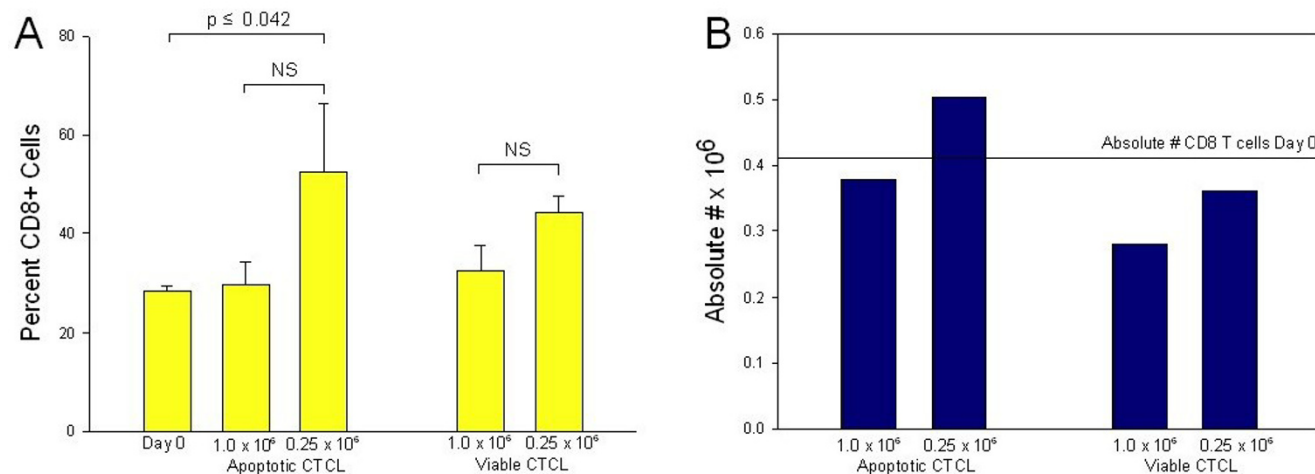 A
p ≤ 0.042
NS
NS
Percent CD8+ Cells
80
60
40
20
0
Day 0 1.0 x 10⁶ 0.25 x 10⁶ 1.0 x 10⁶ 0.25 x 10⁶
Apoptotic CTCL Viable CTCL
B
Absolute # x 10⁶
0.6
0.5
0.4
0.3
0.2
0.1
0.0
Absolute # CD8 T cells Day 0
1.0 x 10⁶ 0.25 x 10⁶ 1.0 x 10⁶ 0.25 x 10⁶
Apoptotic CTCL Viable CTCL